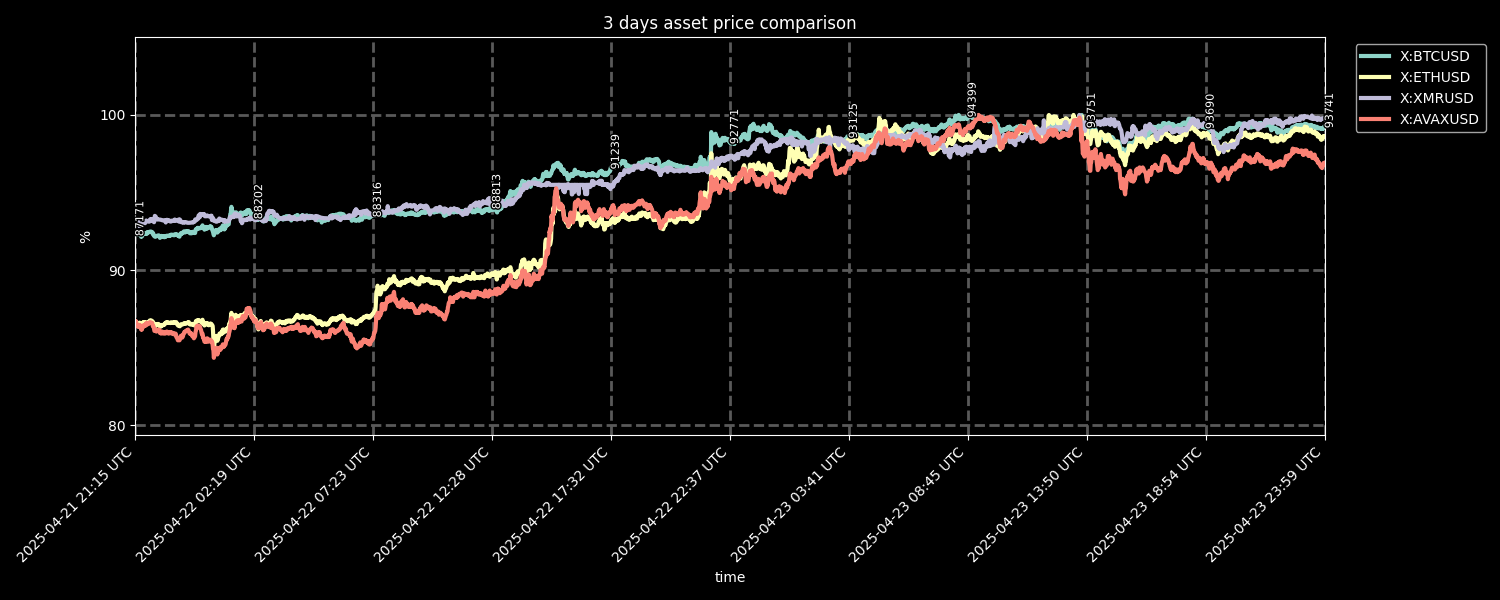 3 days asset price comparison
X:BTCUSD
X:ETHUSD
X:XMRUSD
X:AVAXUSD
100
90
80
%
87171
88202
88316
88813
91239
92771
93125
94399
93751
93690
93741
2025-04-21 21:15 UTC
2025-04-22 02:19 UTC
2025-04-22 07:23 UTC
2025-04-22 12:28 UTC
2025-04-22 17:32 UTC
2025-04-22 22:37 UTC
2025-04-23 03:41 UTC
2025-04-23 08:45 UTC
2025-04-23 13:50 UTC
2025-04-23 18:54 UTC
2025-04-23 23:59 UTC
time